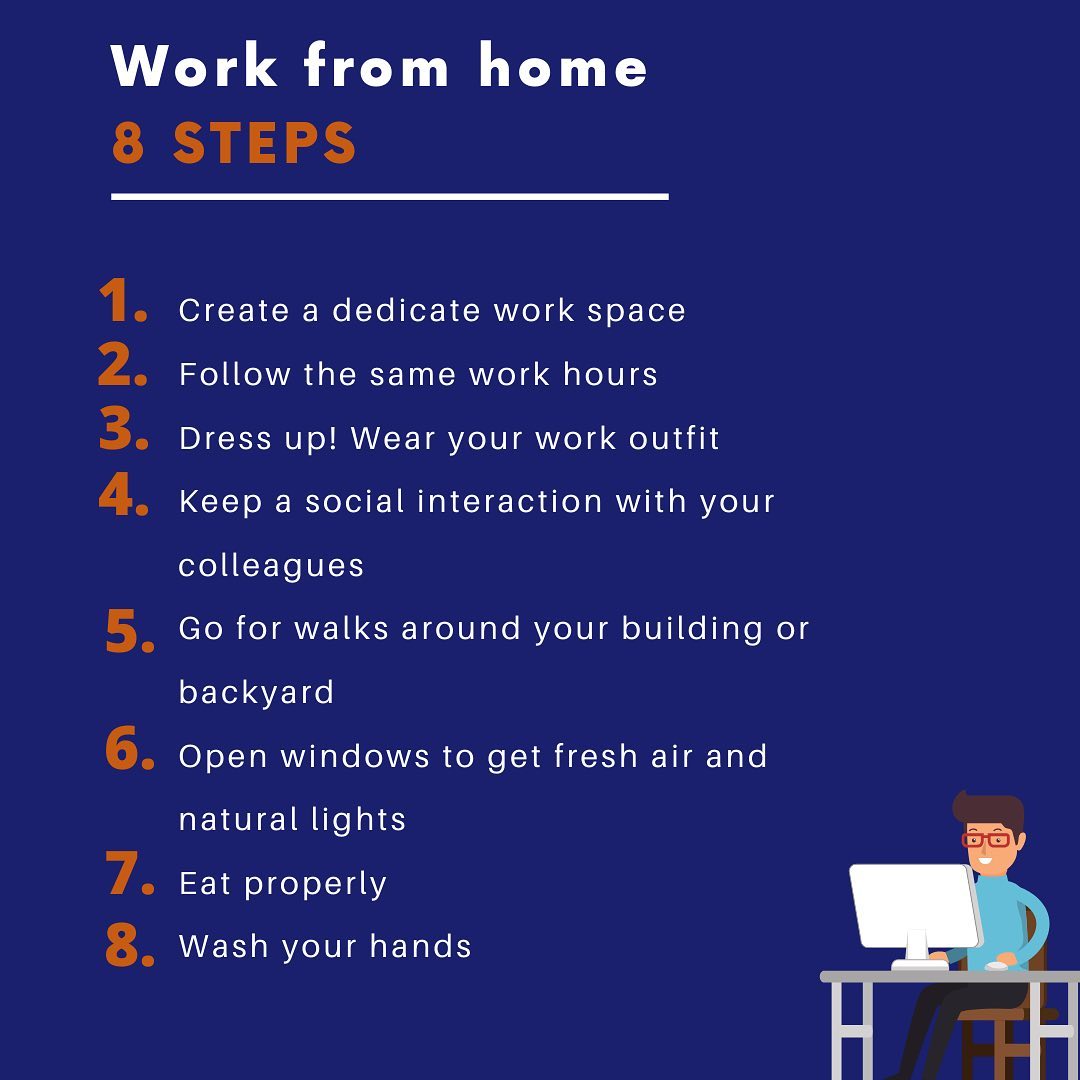 Work from home
8 STEPS
1. Create a dedicate work space
2. Follow the same work hours
3. Dress up! Wear your work outfit
4. Keep a social interaction with your
colleagues
5. Go for walks around your building or
backyard
6. Open windows to get fresh air and
natural lights
7. Eat properly
8. Wash your hands